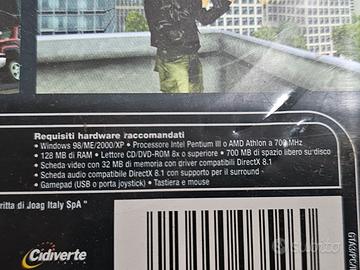 Requisiti hardware raccomandati
• Windows 98/ME/2000/XP • Processore Intel Pentium III o AMD Athlon a 700 MHz
• 128 MB di RAM • Lettore CD/DVD-ROM 8x o superiore • 700 MB di spazio libero su disco
• Scheda video con 32 MB di memoria con driver compatibili DirectX 8.1
• Scheda audio compatibile DirectX 8.1 con supporto per il surround
• Gamepad (USB o porta joystick) • Tastiera e mouse
ritta di Joag Italy SpA "
Cidiverte
ITALIA
subito